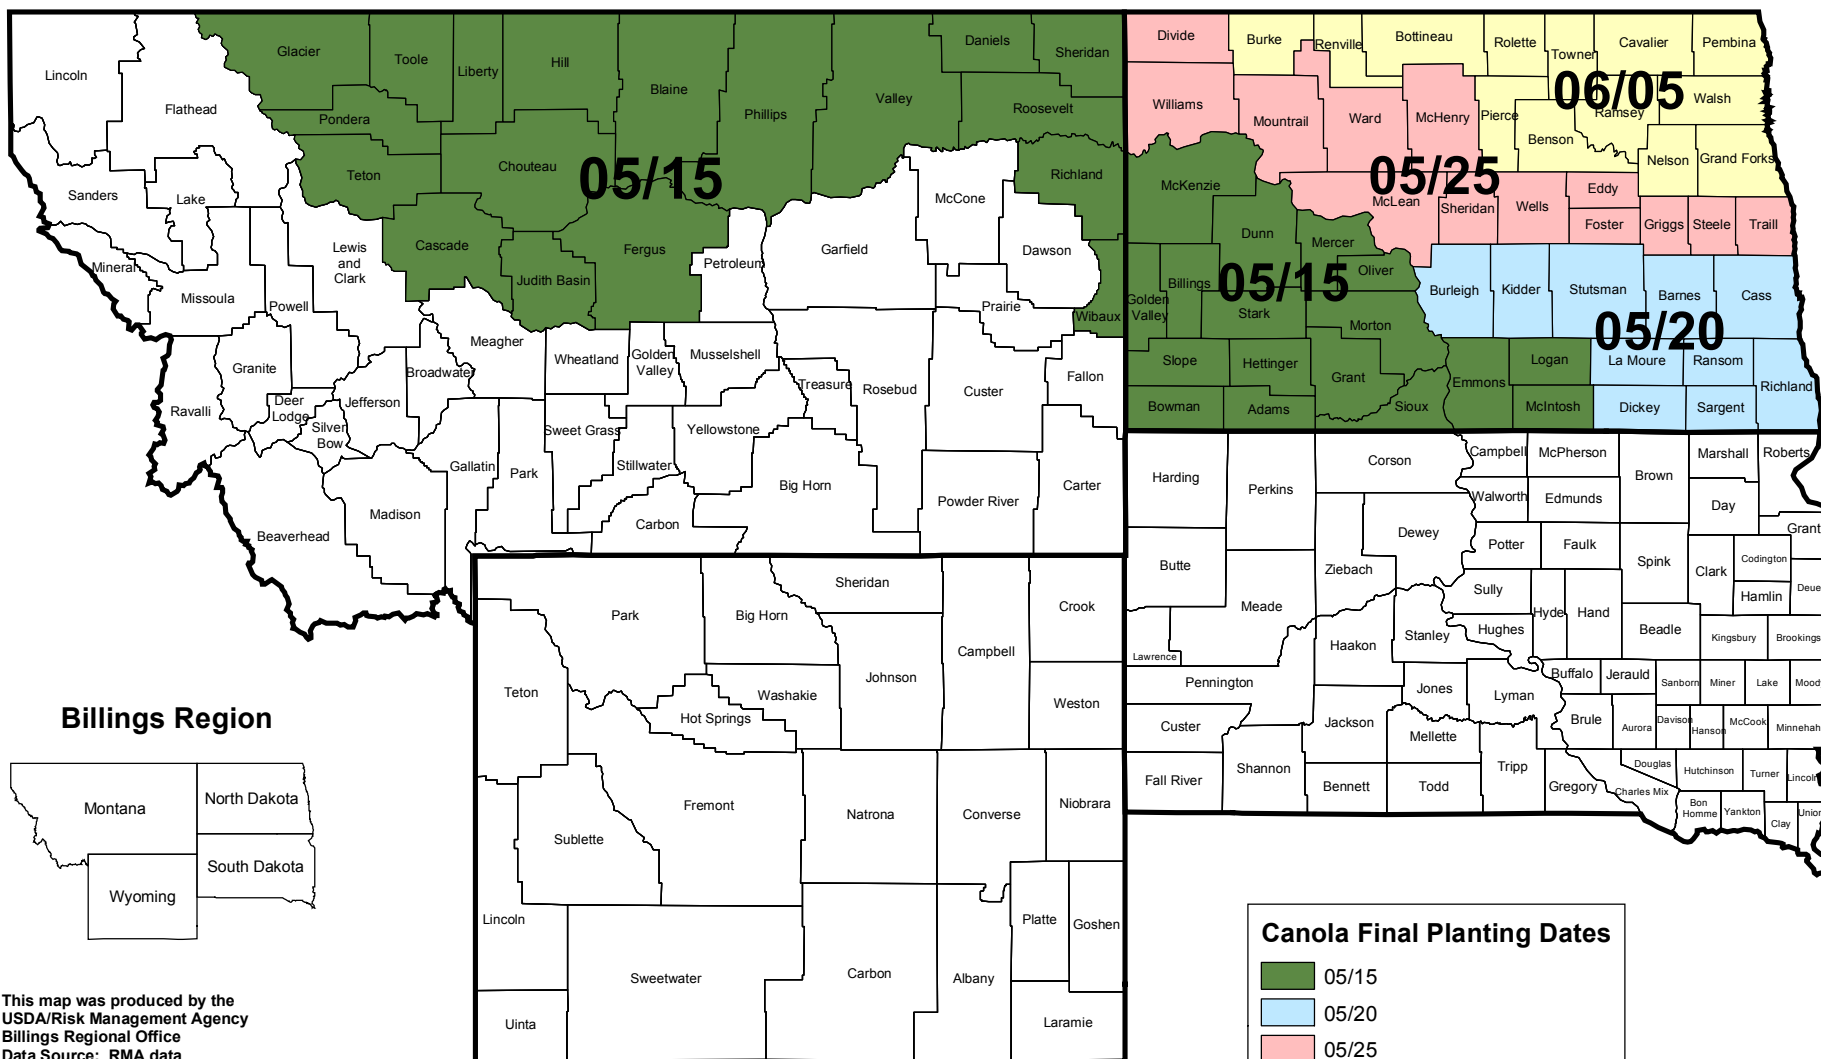 Lincoln
Flathead
Glacier
Toole
Liberty
Hill
Blaine
Phillips
Valley
Daniels
Sheridan
Roosevelt
Pondera
Teton
Chouteau
05/15
Richland
Sanders
Lake
Lewis
and
Clark
Cascade
Judith Basin
Fergus
Petroleum
Garfield
McCone
Dawson
Prairie
Wibaux
Mineral
Missoula
Powell
Meagher
Wheatland
Golden
Valley
Musselshell
Treasure
Rosebud
Custer
Fallon
Granite
Ravalli
Deer
Lodge
Silver
Bow
Jefferson
Broadwater
Gallatin
Park
Sweet Grass
Stillwater
Yellowstone
Carbon
Big Horn
Powder River
Carter
Beaverhead
Madison
Divide
Burke
Renville
Bottineau
Rolette
Towner
Cavalier
Pembina
06/05
Williams
Mountrail
Ward
McHenry
Pierce
Benson
Ramsey
Walsh
Nelson
Grand Forks
05/25
McKenzie
McLean
Sheridan
Wells
Eddy
Foster
Griggs
Steele
Traill
Dunn
Mercer
Oliver
05/15
Billings
Golden
Valley
Stark
Morton
Burleigh
Kidder
Stutsman
Barnes
Cass
05/20
Slope
Hettinger
Grant
Emmons
Logan
La Moure
Ransom
Richland
Bowman
Adams
Sioux
McIntosh
Dickey
Sargent
Harding
Perkins
Corson
Campbell
McPherson
Brown
Marshall
Roberts
Walworth
Edmunds
Day
Grant
Butte
Dewey
Ziebach
Potter
Faulk
Spink
Clark
Codington
Hamlin
Deue
Meade
Sully
Hyde
Hand
Beadle
Kingsbury
Brookings
Lawrence
Haakon
Stanley
Hughes
Pennington
Jones
Lyman
Buffalo
Jerauld
Sanborn
Miner
Lake
Mood
Custer
Jackson
Mellette
Brule
Aurora
Davison
Hanson
McCook
Minnehah
Fall River
Shannon
Bennett
Todd
Tripp
Gregory
Douglas
Charles Mix
Hutchinson
Turner
Lincoln
Bon
Homme
Yankton
Clay
Union
Park
Big Horn
Sheridan
Johnson
Campbell
Crook
Weston
Teton
Washakie
Hot Springs
Fremont
Sublette
Natrona
Converse
Niobrara
Lincoln
Sweetwater
Carbon
Albany
Platte
Goshen
Uinta
Laramie
Billings Region
Montana
North Dakota
South Dakota
Wyoming
This map was produced by the
USDA/Risk Management Agency
Billings Regional Office
Data Source: RMA data
Canola Final Planting Dates
05/15
05/20
05/25